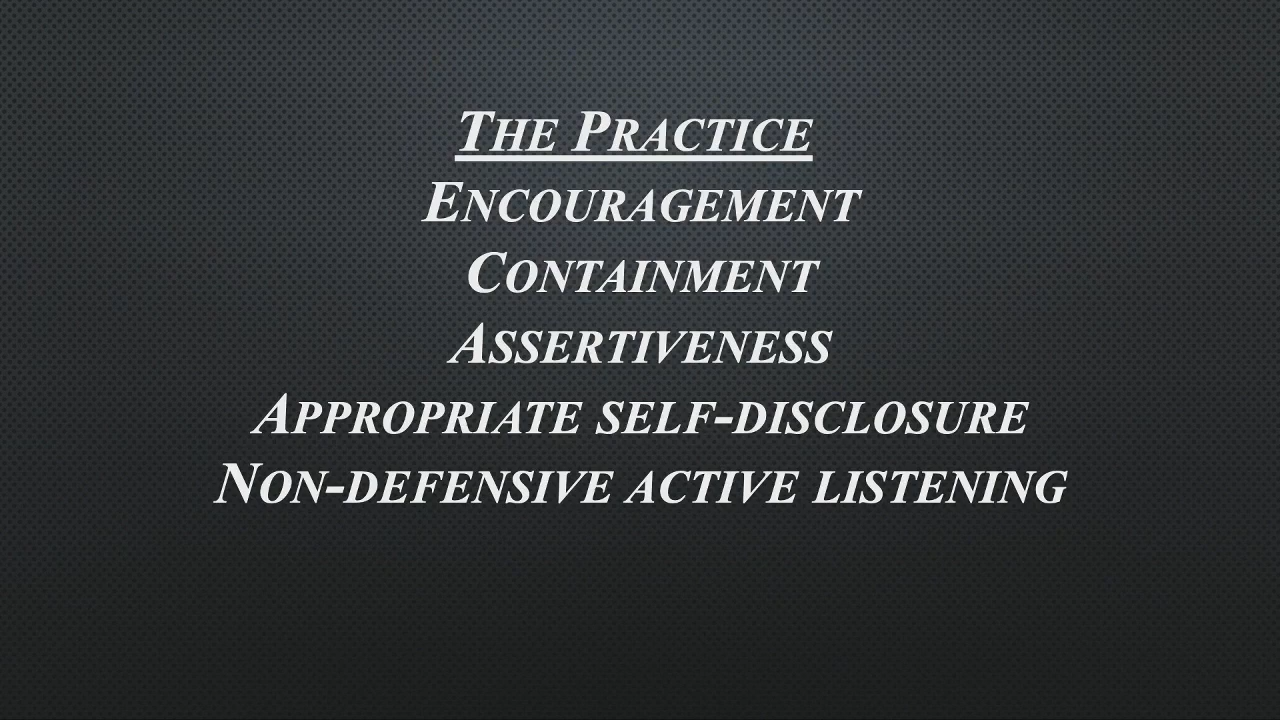 The Practice
Encouragement
Containment
Assertiveness
Appropriate self-disclosure
Non-defensive active listening